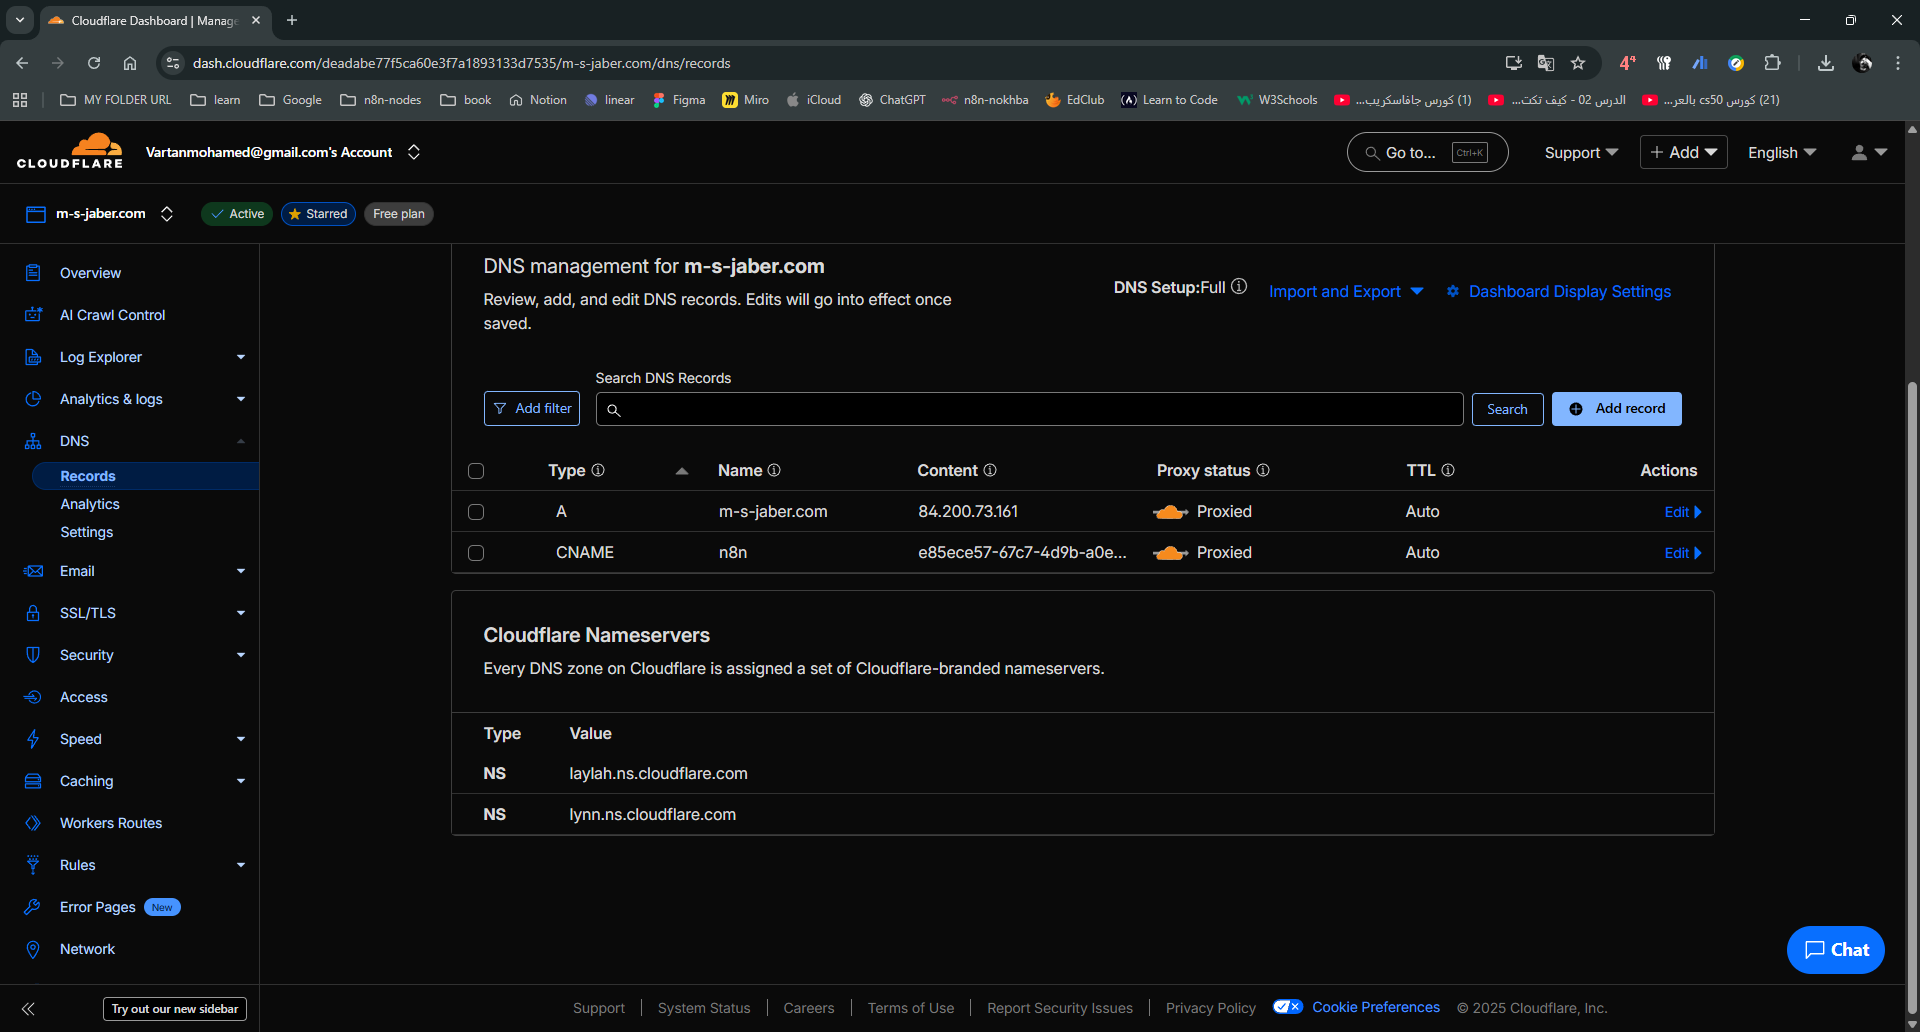 Cloudflare Dashboard | Manage
dash.cloudflare.com/deadabe77f5ca60e3f7a1893133d7535/m-s-jaber.com/dns/records
MY FOLDER URL learn Google n8n-nodes book Notion linear Figma Miro iCloud ChatGPT n8n-nokhba EdClub Learn to Code W3Schools (1) كورس جافاسكريب... الدرس 02 - كيف تكت... (21) كورس cs50 بالعر...
CLOUDFLARE
Vartanmohamed@gmail.com's Account
Go to... Ctrl+K
Support
+ Add
English
m-s-jaber.com
Active
Starred
Free plan
Overview
AI Crawl Control
Log Explorer
Analytics & logs
DNS
Records
Analytics
Settings
Email
SSL/TLS
Security
Access
Speed
Caching
Workers Routes
Rules
Error Pages New
Network
Try out our new sidebar
DNS management for m-s-jaber.com
Review, add, and edit DNS records. Edits will go into effect once
saved.
DNS Setup:Full
Import and Export
Dashboard Display Settings
Search DNS Records
Add filter
Search
Add record
Type Name Content Proxy status TTL Actions
A m-s-jaber.com 84.200.73.161 Proxied Auto Edit
CNAME n8n e85ece57-67c7-4d9b-a0e... Proxied Auto Edit
Cloudflare Nameservers
Every DNS zone on Cloudflare is assigned a set of Cloudflare-branded nameservers.
Type Value
NS laylah.ns.cloudflare.com
NS lynn.ns.cloudflare.com
Chat
Support System Status Careers Terms of Use Report Security Issues Privacy Policy Cookie Preferences © 2025 Cloudflare, Inc.